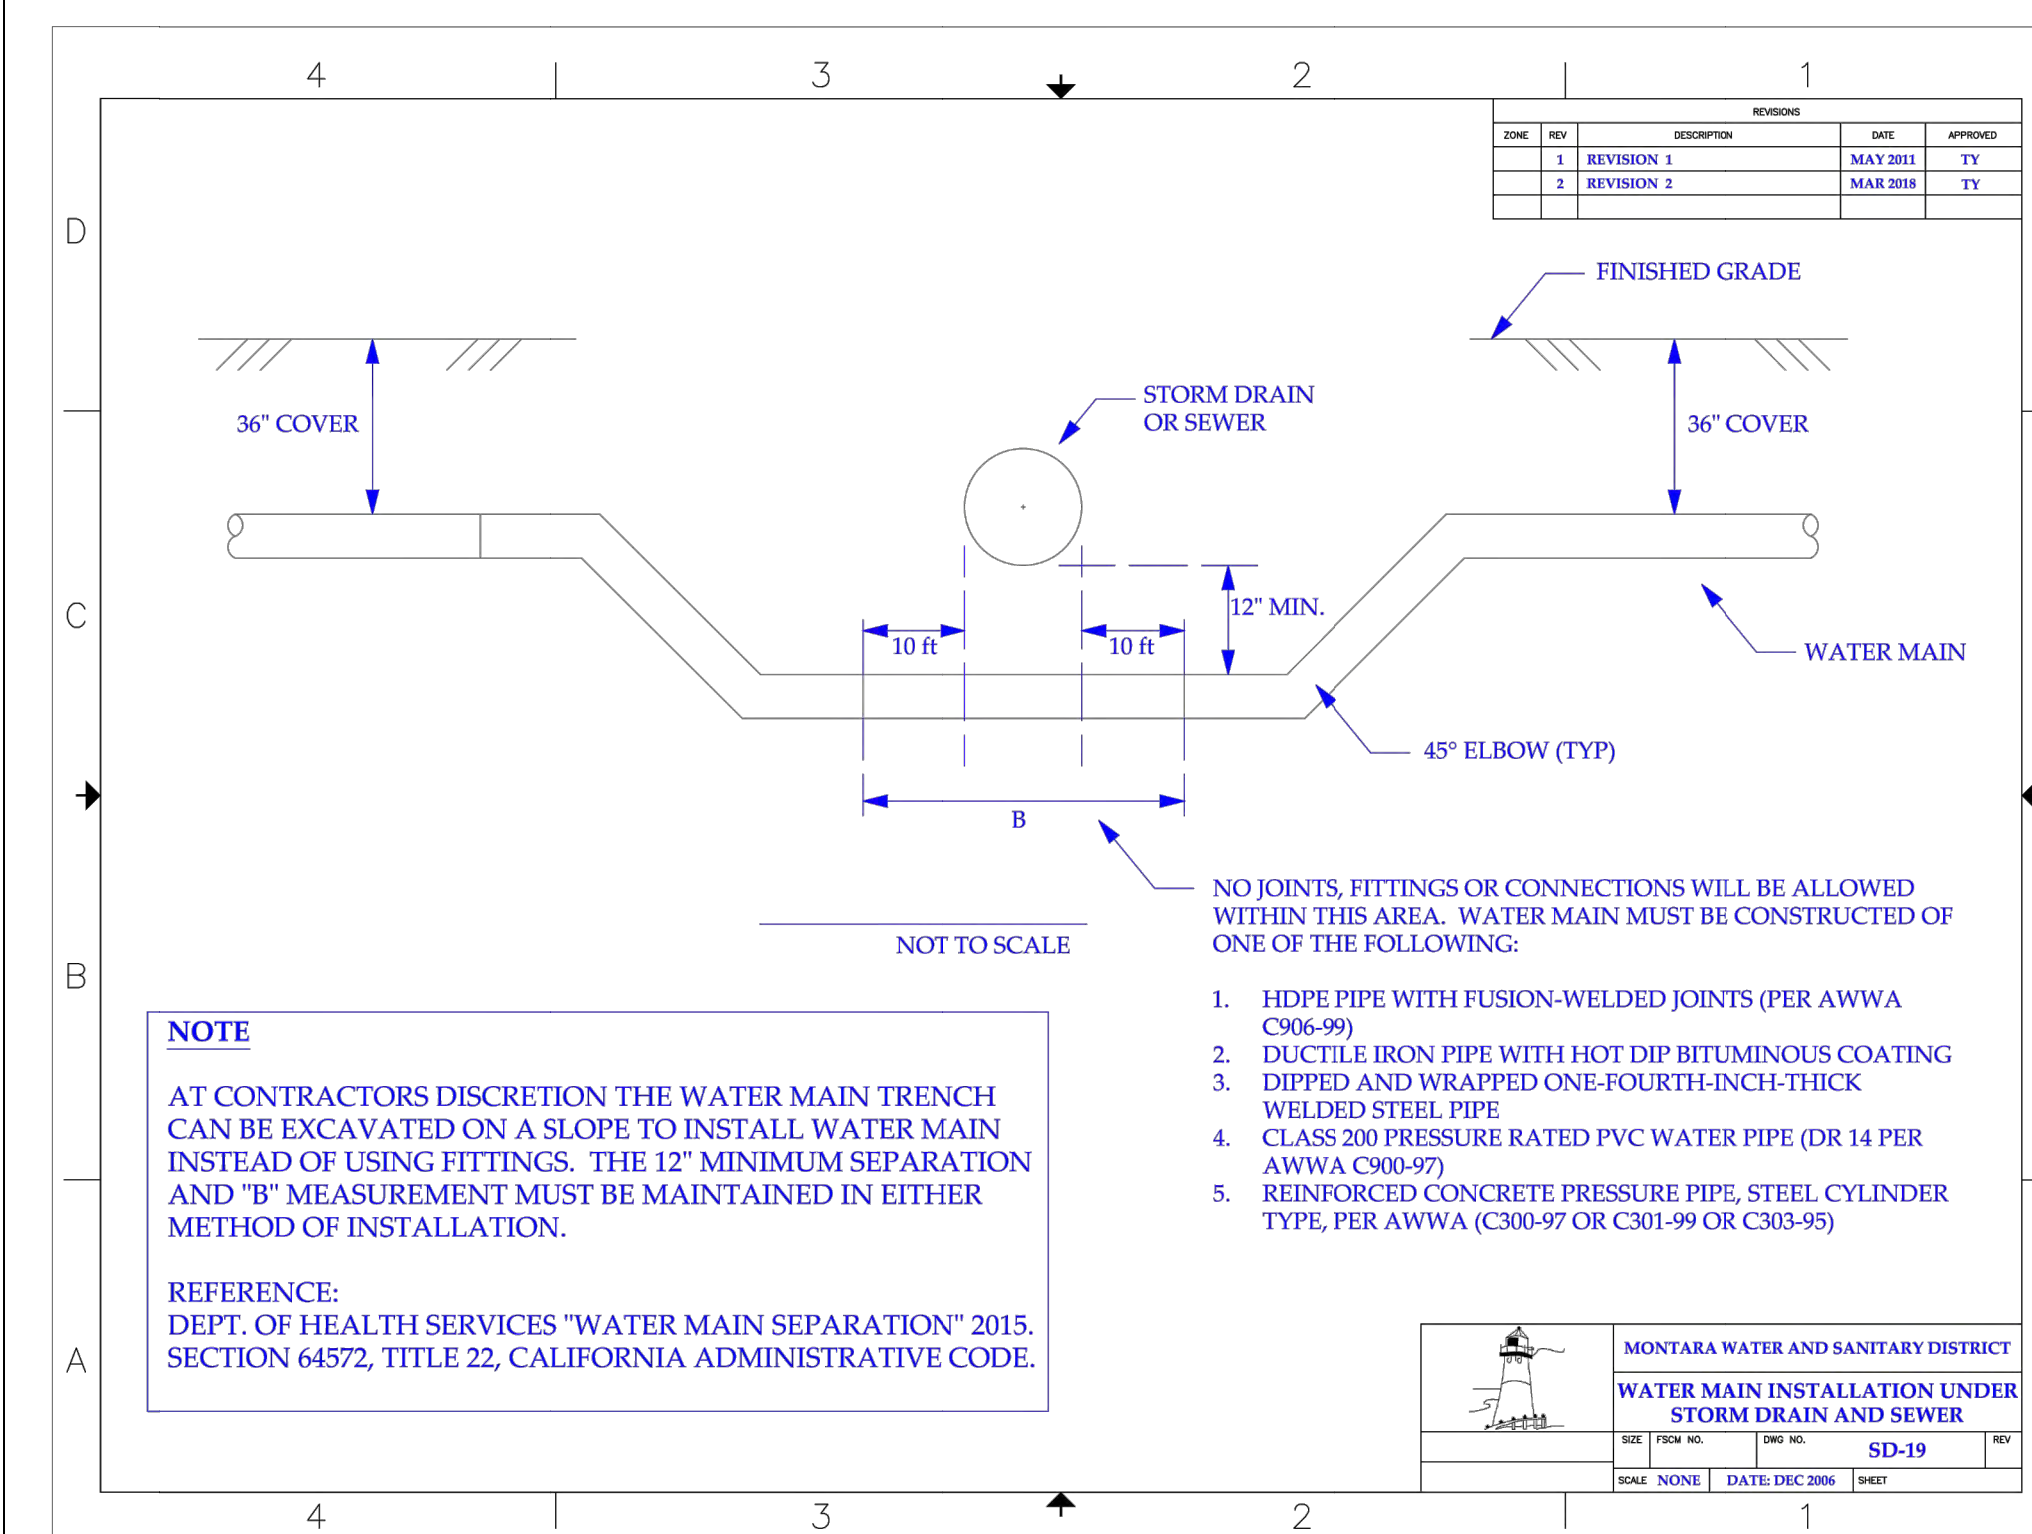 4
3
2
1
REVISIONS
ZONE REV DESCRIPTION DATE APPROVED
1 REVISION 1 MAY 2011 TY
2 REVISION 2 MAR 2018 TY
D
FINISHED GRADE
STORM DRAIN
OR SEWER
36" COVER
36" COVER
C
12" MIN.
10 ft
10 ft
WATER MAIN
45° ELBOW (TYP)
B
NO JOINTS, FITTINGS OR CONNECTIONS WILL BE ALLOWED
WITHIN THIS AREA. WATER MAIN MUST BE CONSTRUCTED OF
ONE OF THE FOLLOWING:
NOT TO SCALE
B
1. HDPE PIPE WITH FUSION-WELDED JOINTS (PER AWWA
C906-99)
2. DUCTILE IRON PIPE WITH HOT DIP BITUMINOUS COATING
3. DIPPED AND WRAPPED ONE-FOURTH-INCH-THICK
WELDED STEEL PIPE
4. CLASS 200 PRESSURE RATED PVC WATER PIPE (DR 14 PER
AWWA C900-97)
5. REINFORCED CONCRETE PRESSURE PIPE, STEEL CYLINDER
TYPE, PER AWWA (C300-97 OR C301-99 OR C303-95)
NOTE
AT CONTRACTORS DISCRETION THE WATER MAIN TRENCH
CAN BE EXCAVATED ON A SLOPE TO INSTALL WATER MAIN
INSTEAD OF USING FITTINGS. THE 12" MINIMUM SEPARATION
AND "B" MEASUREMENT MUST BE MAINTAINED IN EITHER
METHOD OF INSTALLATION.
REFERENCE:
DEPT. OF HEALTH SERVICES "WATER MAIN SEPARATION" 2015.
SECTION 64572, TITLE 22, CALIFORNIA ADMINISTRATIVE CODE.
A
MONTARA WATER AND SANITARY DISTRICT
WATER MAIN INSTALLATION UNDER
STORM DRAIN AND SEWER
SIZE FSCM NO. DWG NO. SD-19 REV
SCALE NONE DATE: DEC 2006 SHEET
4
3
2
1